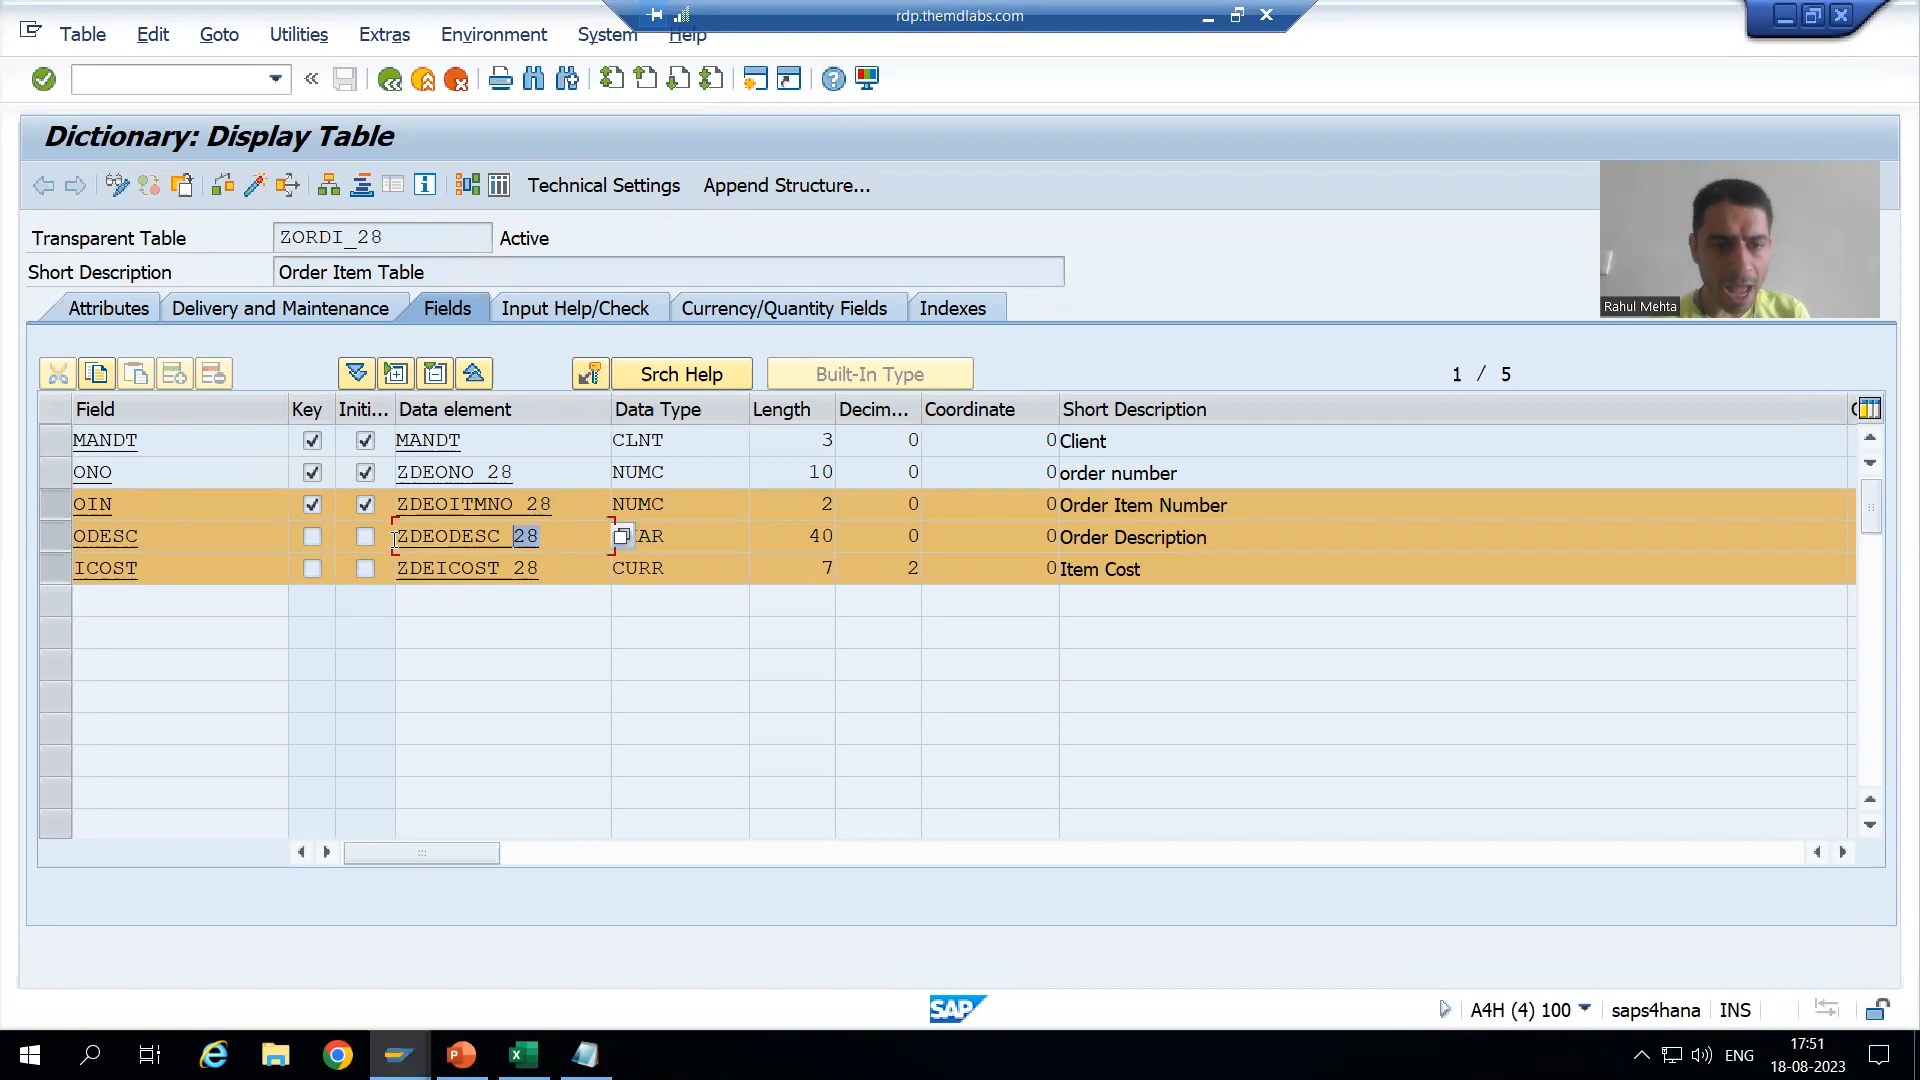 rdp.themdlabs.com
Table Edit Goto Utilities Extras Environment System Help
Dictionary: Display Table
Technical Settings Append Structure...
Transparent Table ZORDI_28 Active
Short Description Order Item Table
Rahul Mehta
Attributes Delivery and Maintenance Fields Input Help/Check Currency/Quantity Fields Indexes
Srch Help Built-In Type 1 / 5
Field Key Initi... Data element Data Type Length Decim... Coordinate Short Description
MANDT MANDT CLNT 3 0 0 Client
ONO ZDEONO_28 NUMC 10 0 0 order number
OIN ZDEOITMNO_28 NUMC 2 0 0 Order Item Number
ODESC ZDEODESC_28 AR 40 0 0 Order Description
ICOST ZDEICOST_28 CURR 7 2 0 Item Cost
SAP A4H (4) 100 saps4hana INS
ENG 17:51
18-08-2023